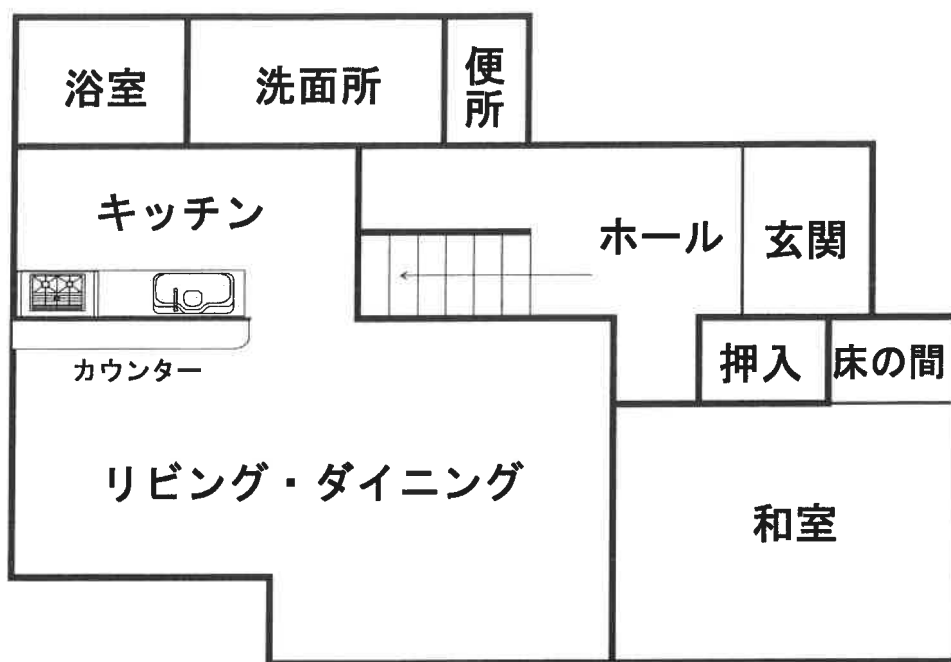 浴室
洗面所
便所
キッチン
ホール
玄関
カウンター
押入
床の間
リビング・ダイニング
和室